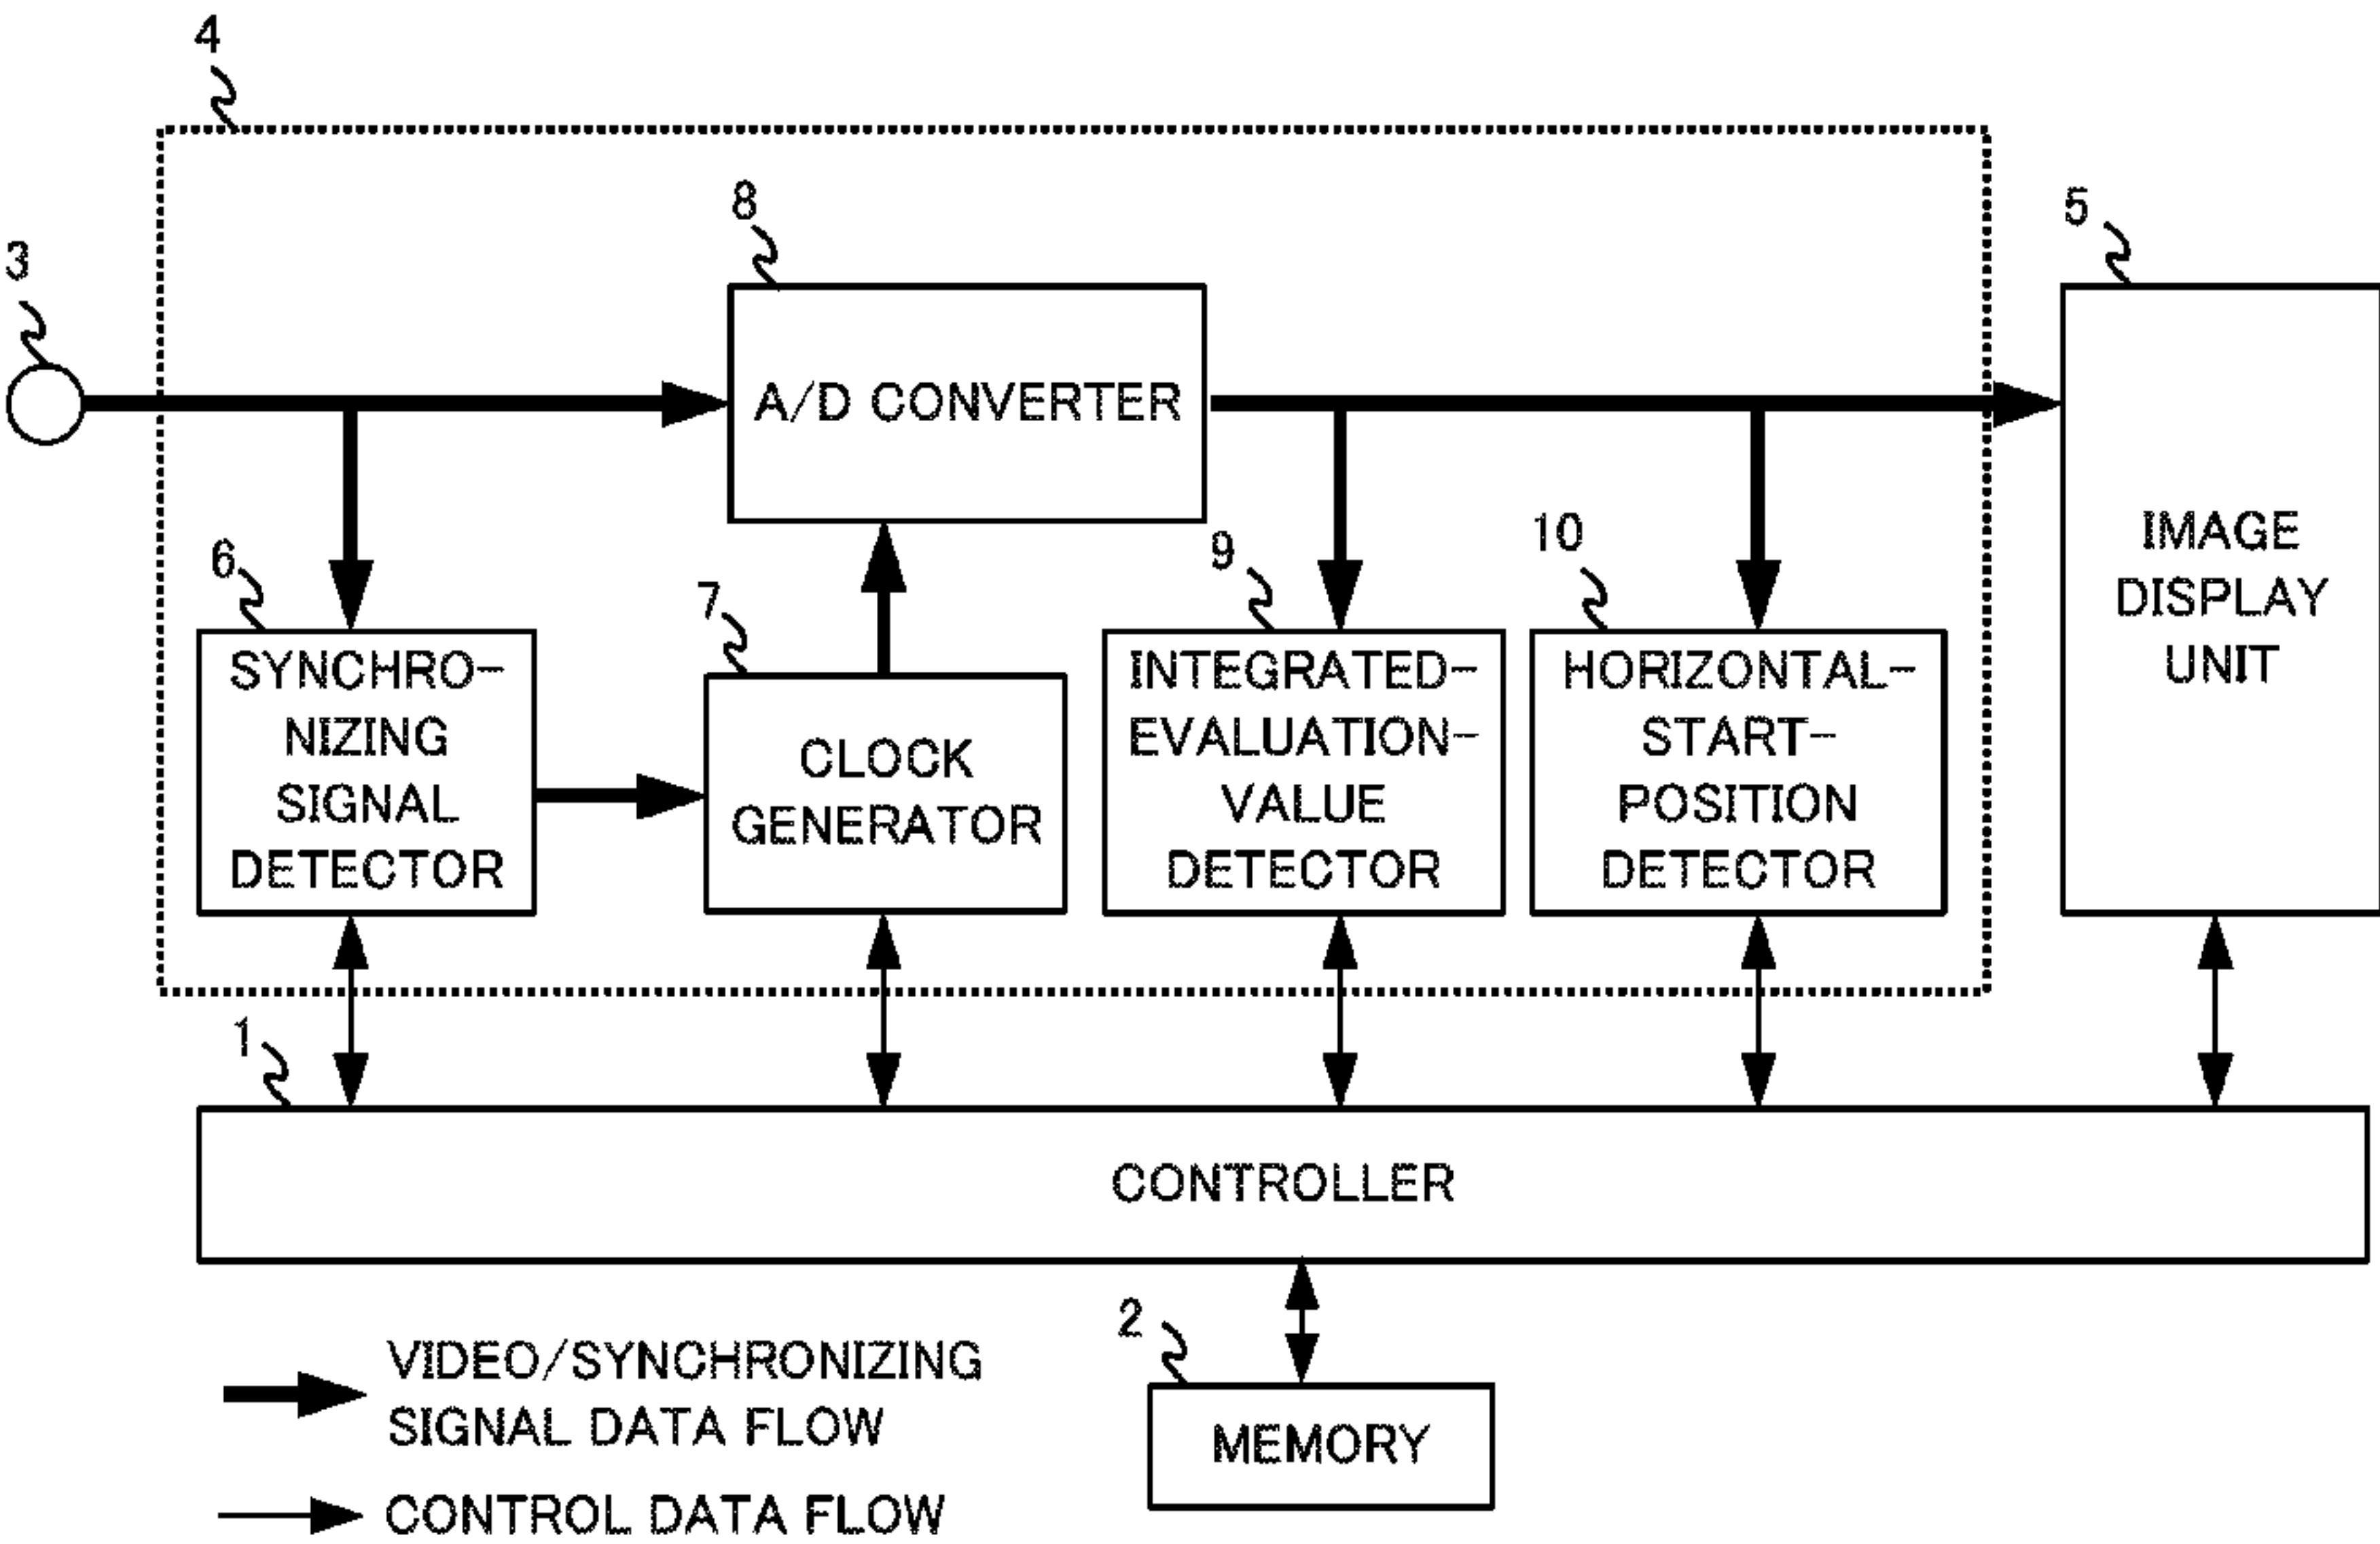 4
8
5
3
A/D CONVERTER
6
7
9
10
IMAGE
DISPLAY
UNIT
SYNCHRO-
NIZING
SIGNAL
DETECTOR
CLOCK
GENERATOR
INTEGRATED-
EVALUATION-
VALUE
DETECTOR
HORIZONTAL-
START-
POSITION
DETECTOR
1
CONTROLLER
2
MEMORY
VIDEO/SYNCHRONIZING
SIGNAL DATA FLOW
CONTROL DATA FLOW